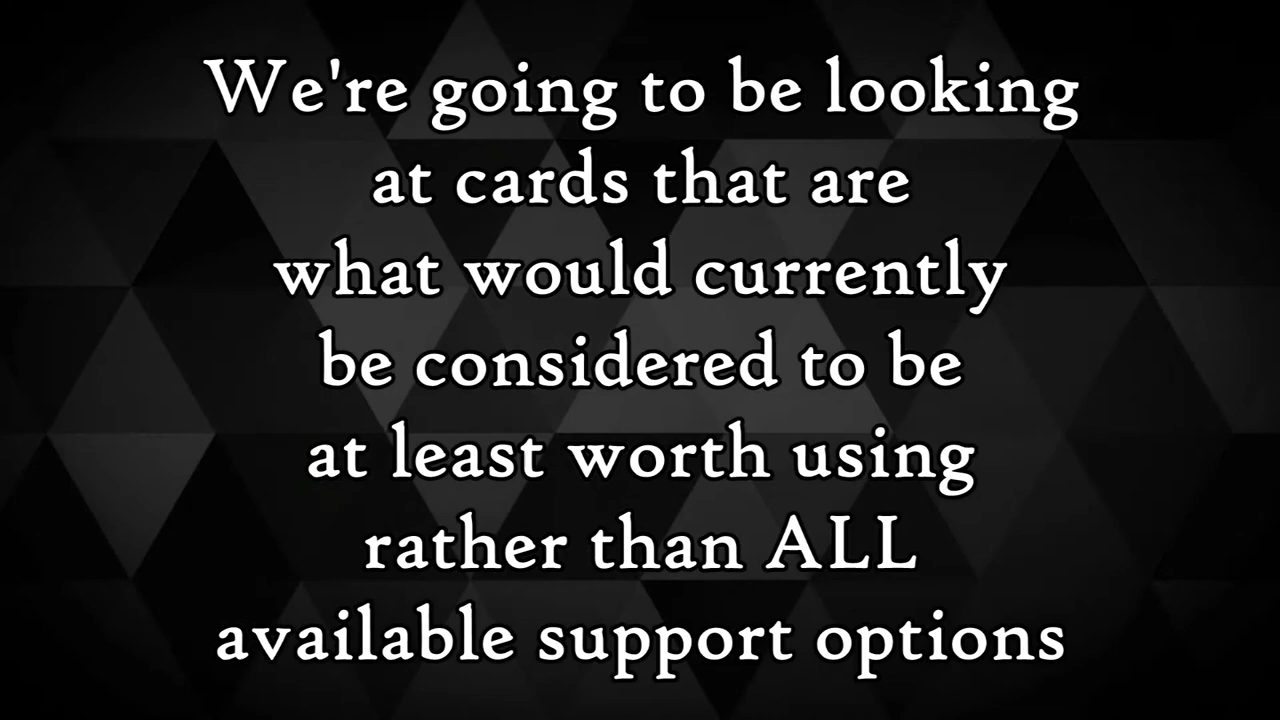 We're going to be looking
at cards that are
what would currently
be considered to be
at least worth using
rather than ALL
available support options